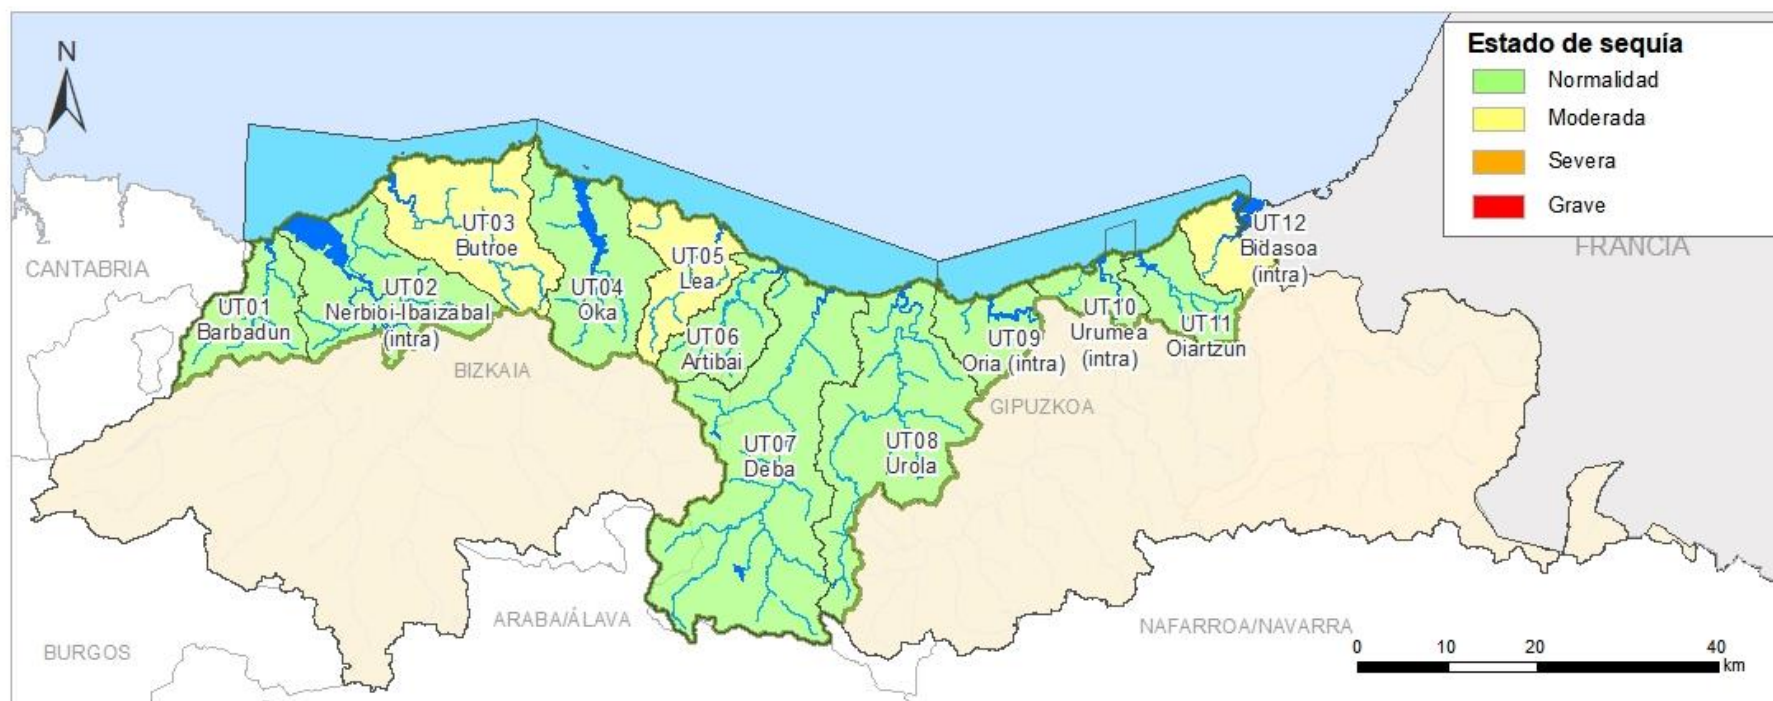 N
Estado de sequía
Normalidad
Moderada
Severa
Grave
UT03
Butroe
UT12
Bidasoa
(intra)
FRANCIA
CANTABRIA
UT05
Lea
UT01
Barbadun
UT02
Nerbioi-Ibaizabal
(intra)
UT04
Oka
UT06
Artibai
UT09
Oria (intra)
UT10
Urumea
(intra)
UT11
Oiartzun
BIZKAIA
GIPUZKOA
UT07
Deba
UT08
Urola
ARABA/ÁLAVA
NAFARROA/NAVARRA
BURGOS
0 10 20 40
km